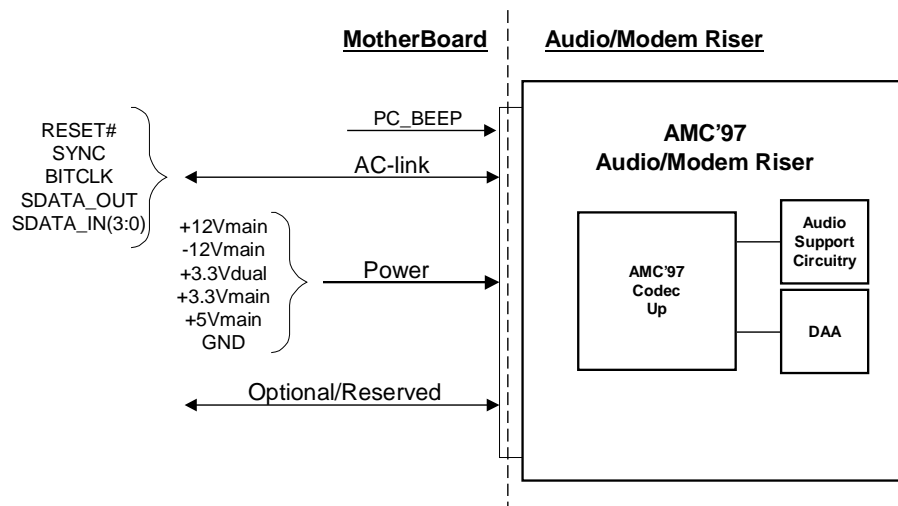 MotherBoard
Audio/Modem Riser
PC_BEEP
RESET#
SYNC
BITCLK
SDATA_OUT
SDATA_IN(3:0)
AC-link
+12Vmain
-12Vmain
+3.3Vdual
+3.3Vmain
+5Vmain
GND
Power
Optional/Reserved
AMC'97
Audio/Modem Riser
AMC'97
Codec
Up
Audio
Support
Circuitry
DAA